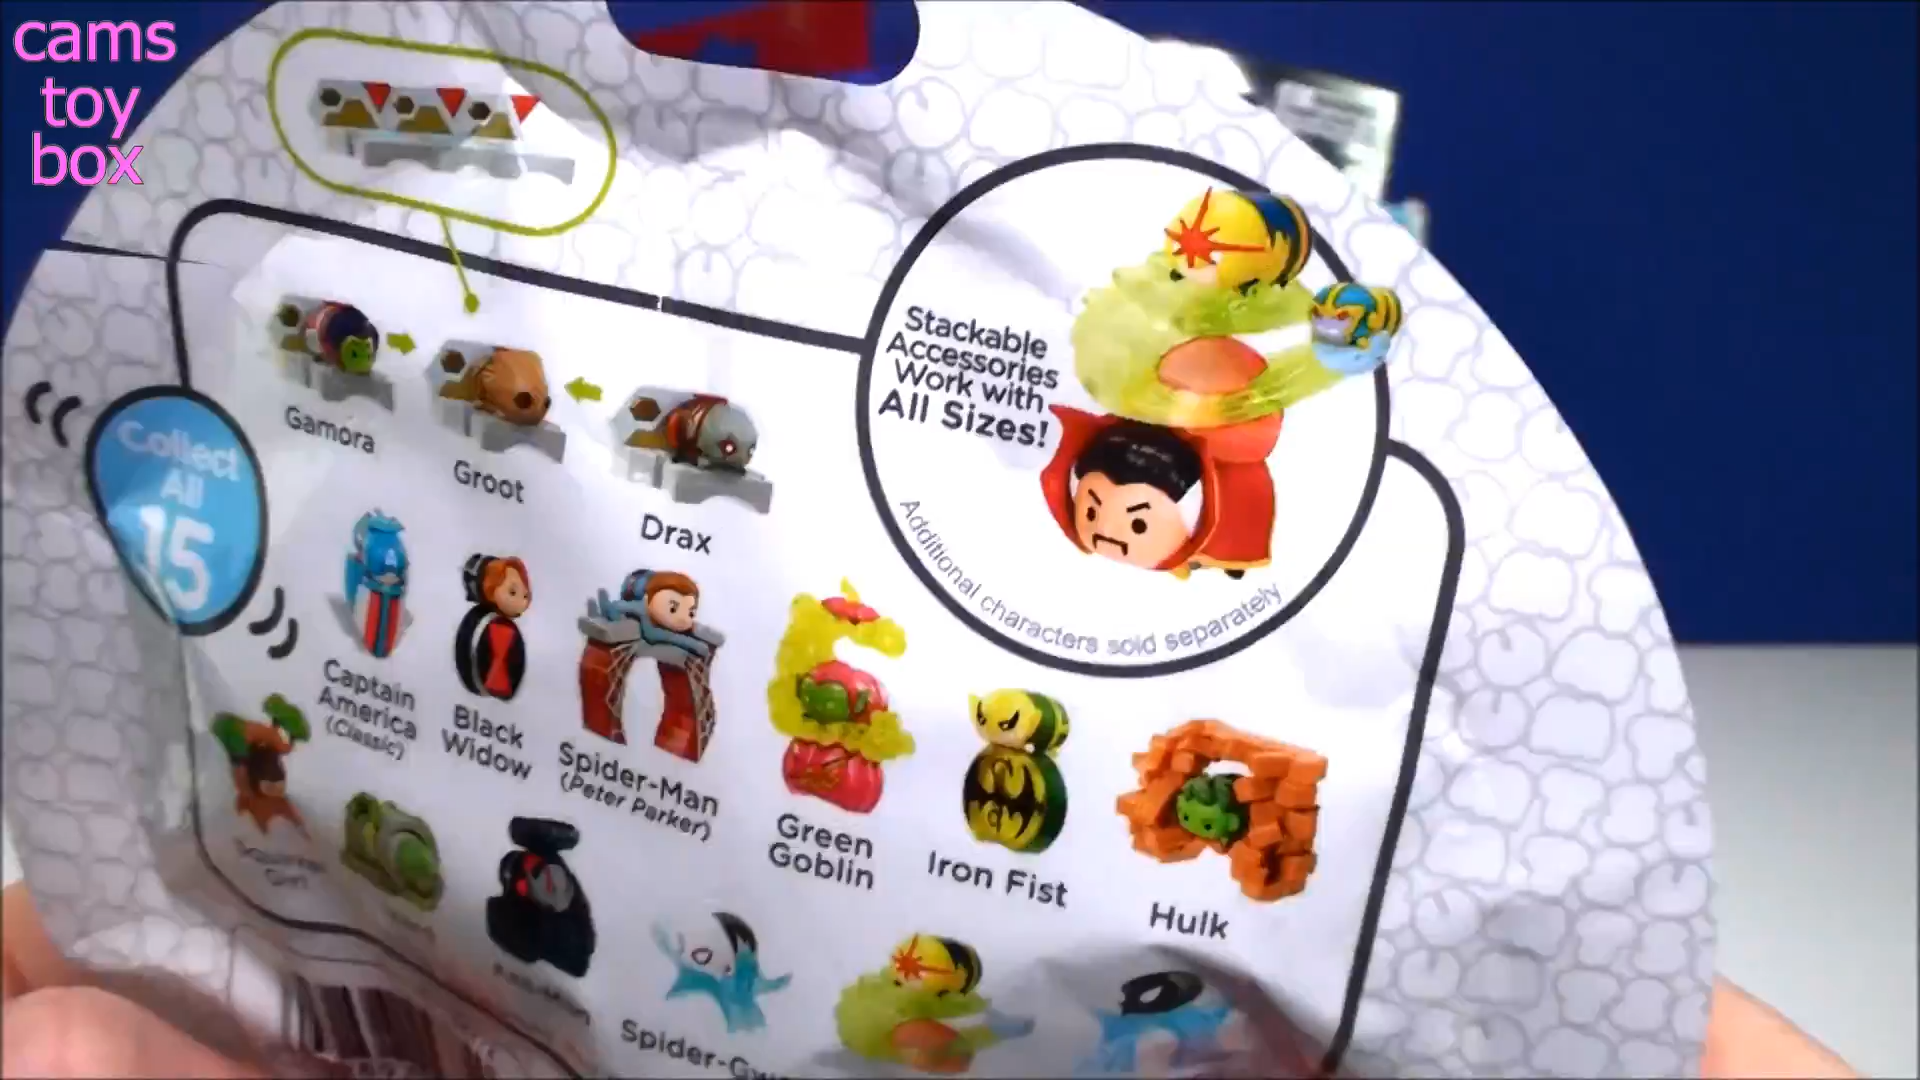 cams
toy
box
Stackable
Accessories
Work with
All Sizes!
Additional characters sold separately
Collect
All
15
Gamora
Groot
Drax
Captain
America
(Classic)
Black
Widow
Spider-Man
(Peter Parker)
Green
Goblin
Iron Fist
Hulk
Girl